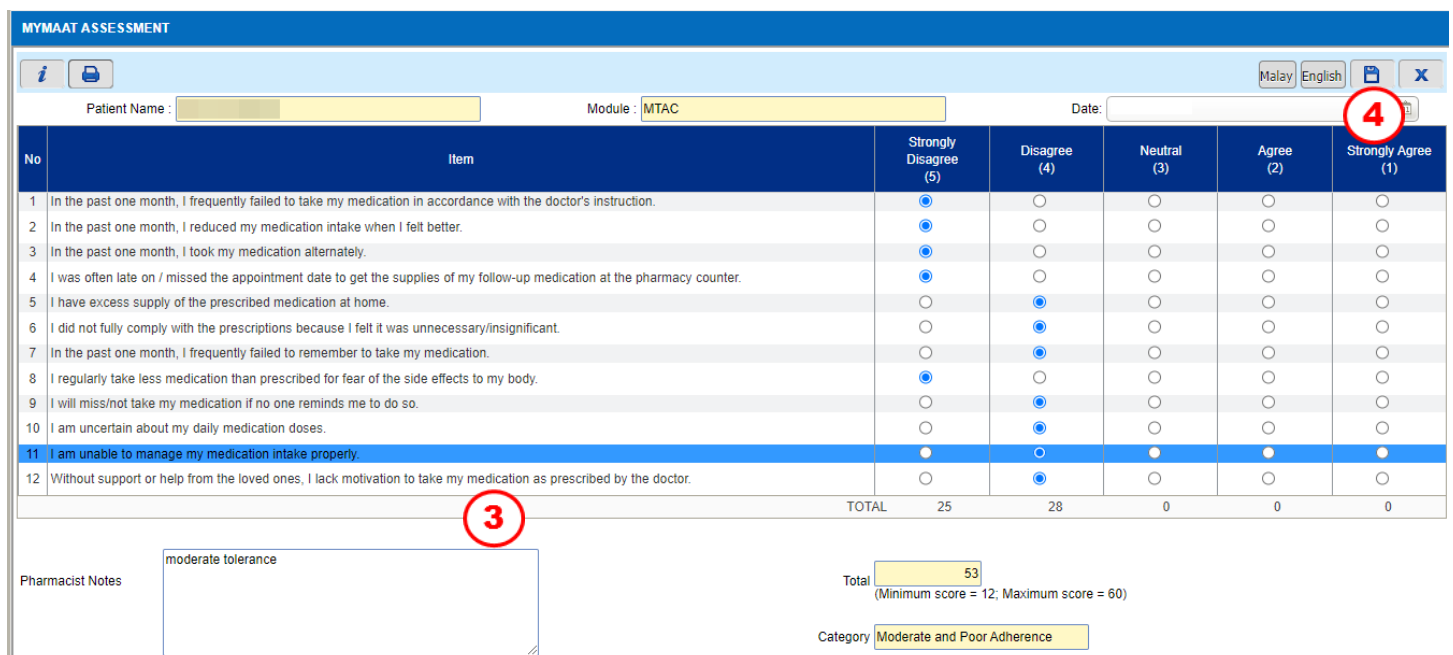 MYMAAT ASSESSMENT
i Malay English X
Patient Name : Module : MTAC Date:
4
No Item Strongly Disagree (5) Disagree (4) Neutral (3) Agree (2) Strongly Agree (1)
1 In the past one month, I frequently failed to take my medication in accordance with the doctor's instruction.
2 In the past one month, I reduced my medication intake when I felt better.
3 In the past one month, I took my medication alternately.
4 I was often late on / missed the appointment date to get the supplies of my follow-up medication at the pharmacy counter.
5 I have excess supply of the prescribed medication at home.
6 I did not fully comply with the prescriptions because I felt it was unnecessary/insignificant.
7 In the past one month, I frequently failed to remember to take my medication.
8 I regularly take less medication than prescribed for fear of the side effects to my body.
9 I will miss/not take my medication if no one reminds me to do so.
10 I am uncertain about my daily medication doses.
11 I am unable to manage my medication intake properly.
12 Without support or help from the loved ones, I lack motivation to take my medication as prescribed by the doctor.
TOTAL 25 28 0 0 0
3
Pharmacist Notes moderate tolerance
Total 53
(Minimum score = 12; Maximum score = 60)
Category Moderate and Poor Adherence